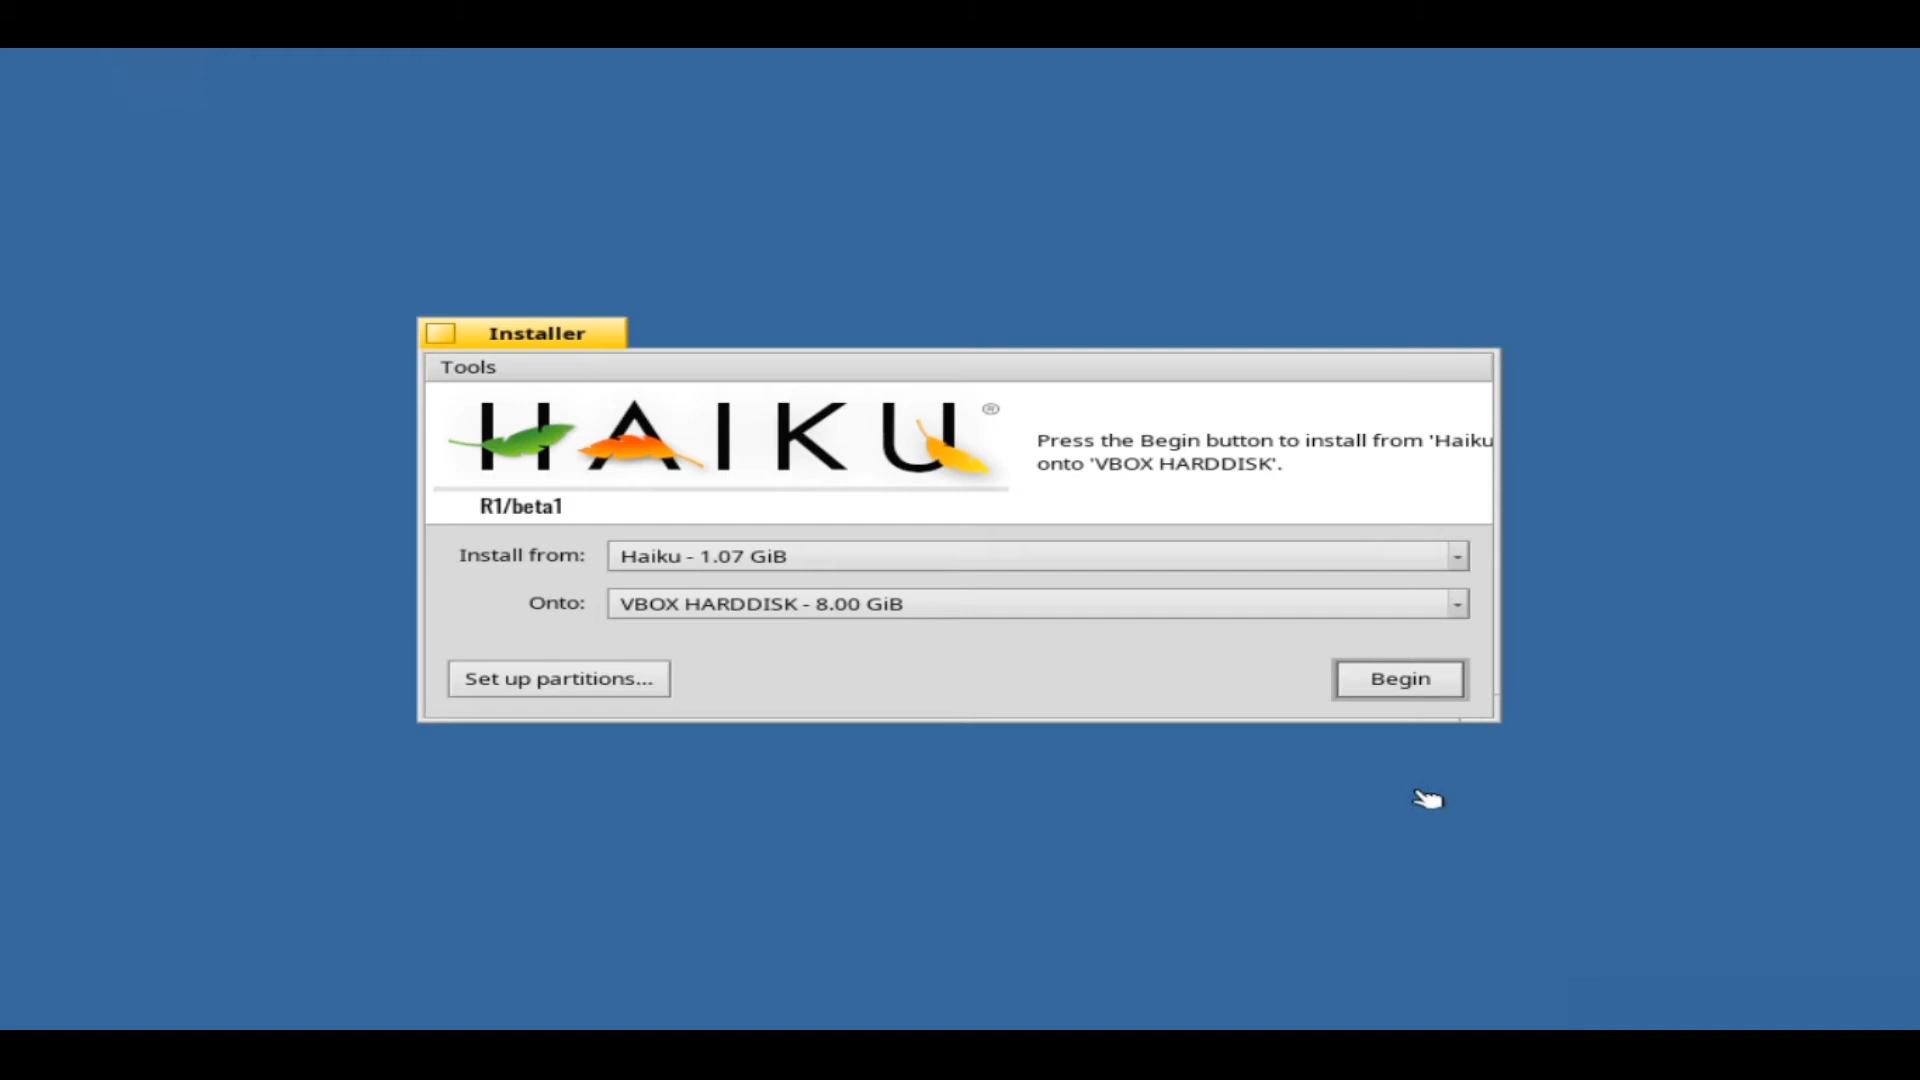 Installer
Tools
HAIKU®
R1/beta1
Press the Begin button to install from 'Haiku
onto 'VBOX HARDDISK'.
Install from: Haiku - 1.07 GiB
Onto: VBOX HARDDISK - 8.00 GiB
Set up partitions... Begin